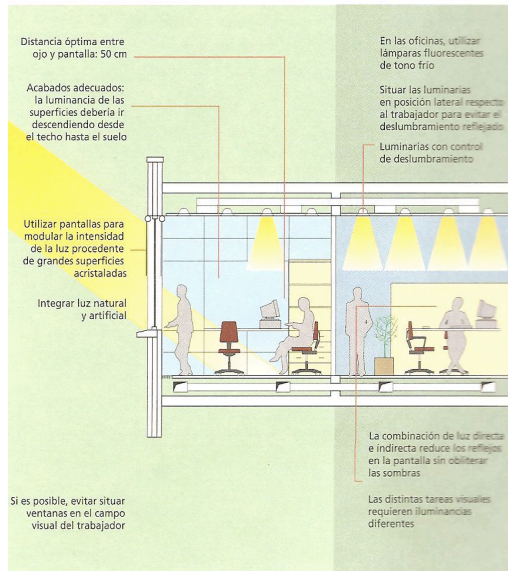 Distancia óptima entre
ojo y pantalla: 50 cm
Acabados adecuados:
la luminancia de las
superficies debería ir
descendiendo desde
el techo hasta el suelo
Utilizar pantallas para
modular la intensidad
de la luz procedente
de grandes superficies
acristaladas
Integrar luz natural
y artificial
Si es posible, evitar situar
ventanas en el campo
visual del trabajador
En las oficinas, utilizar
lámparas fluorescentes
de tono frío
Situar las luminarias
en posición lateral respecto
al trabajador para evitar el
deslumbramiento reflejado
Luminarias con control
de deslumbramiento
La combinación de luz directa
e indirecta reduce los reflejos
en la pantalla sin obliterar
las sombras
Las distintas tareas visuales
requieren iluminancias
diferentes